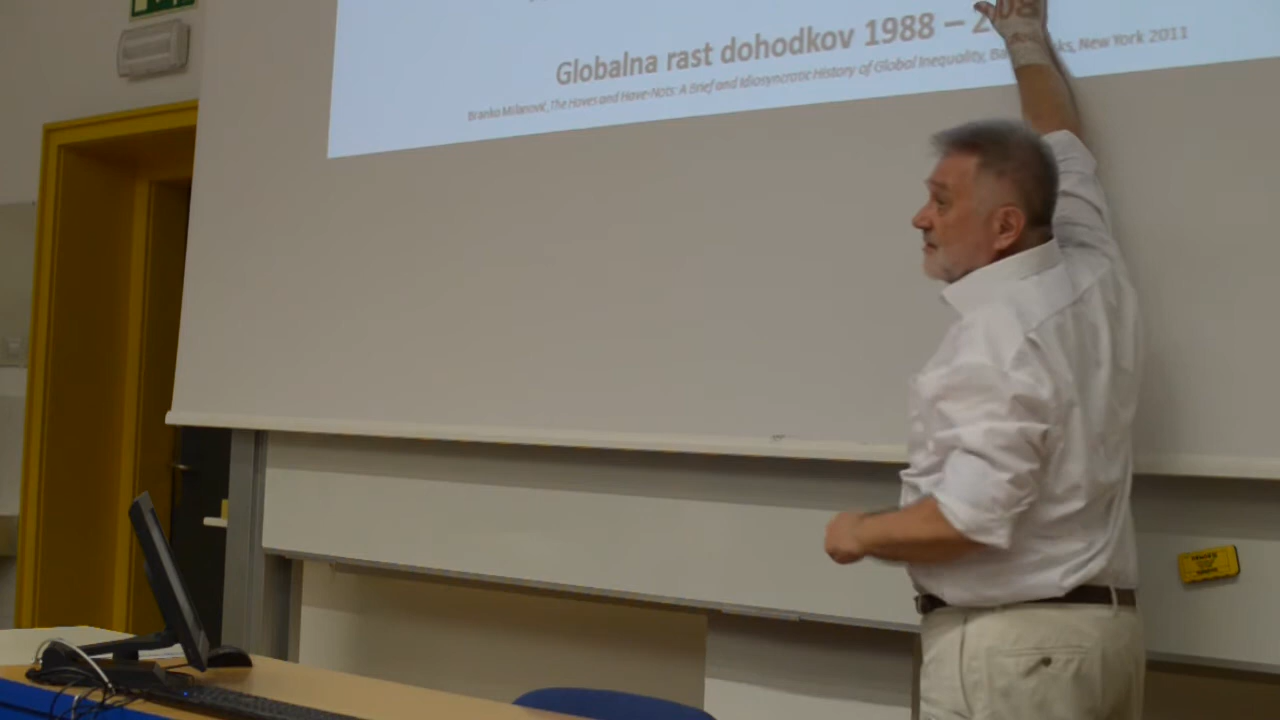 Globalna rast dohodkov 1988 – 2008
Branko Milanović, The Haves and Have-Nots: A Brief and Idiosyncratic History of Global Inequality, New York 2011